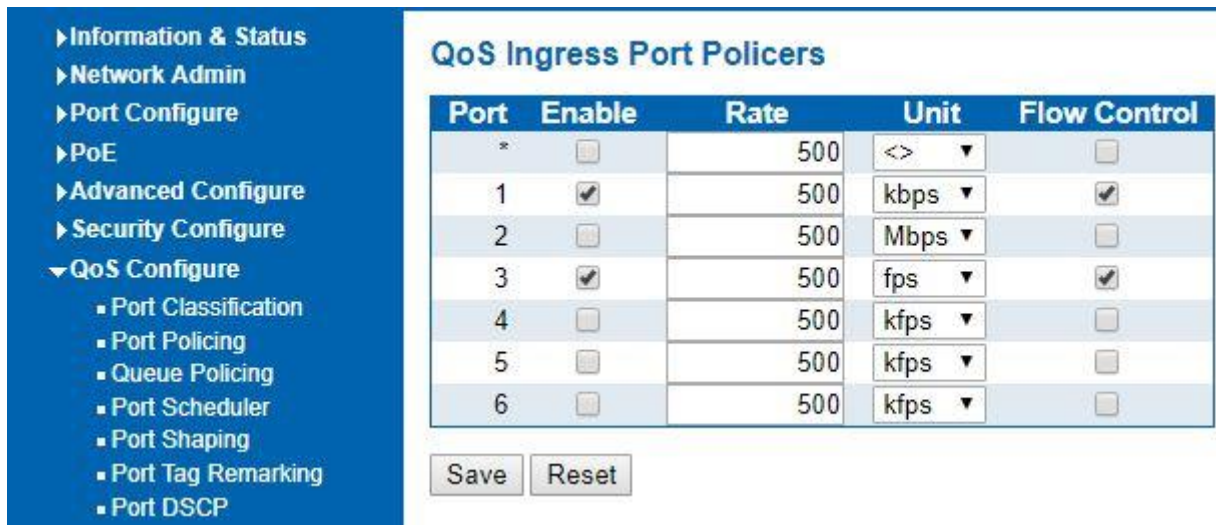 Information & Status
Network Admin
Port Configure
PoE
Advanced Configure
Security Configure
QoS Configure
Port Classification
Port Policing
Queue Policing
Port Scheduler
Port Shaping
Port Tag Remarking
Port DSCP
QoS Ingress Port Policers
Port Enable Rate Unit Flow Control
* 500 <>
1 500 kbps
2 500 Mbps
3 500 fps
4 500 kfps
5 500 kfps
6 500 kfps
Save Reset